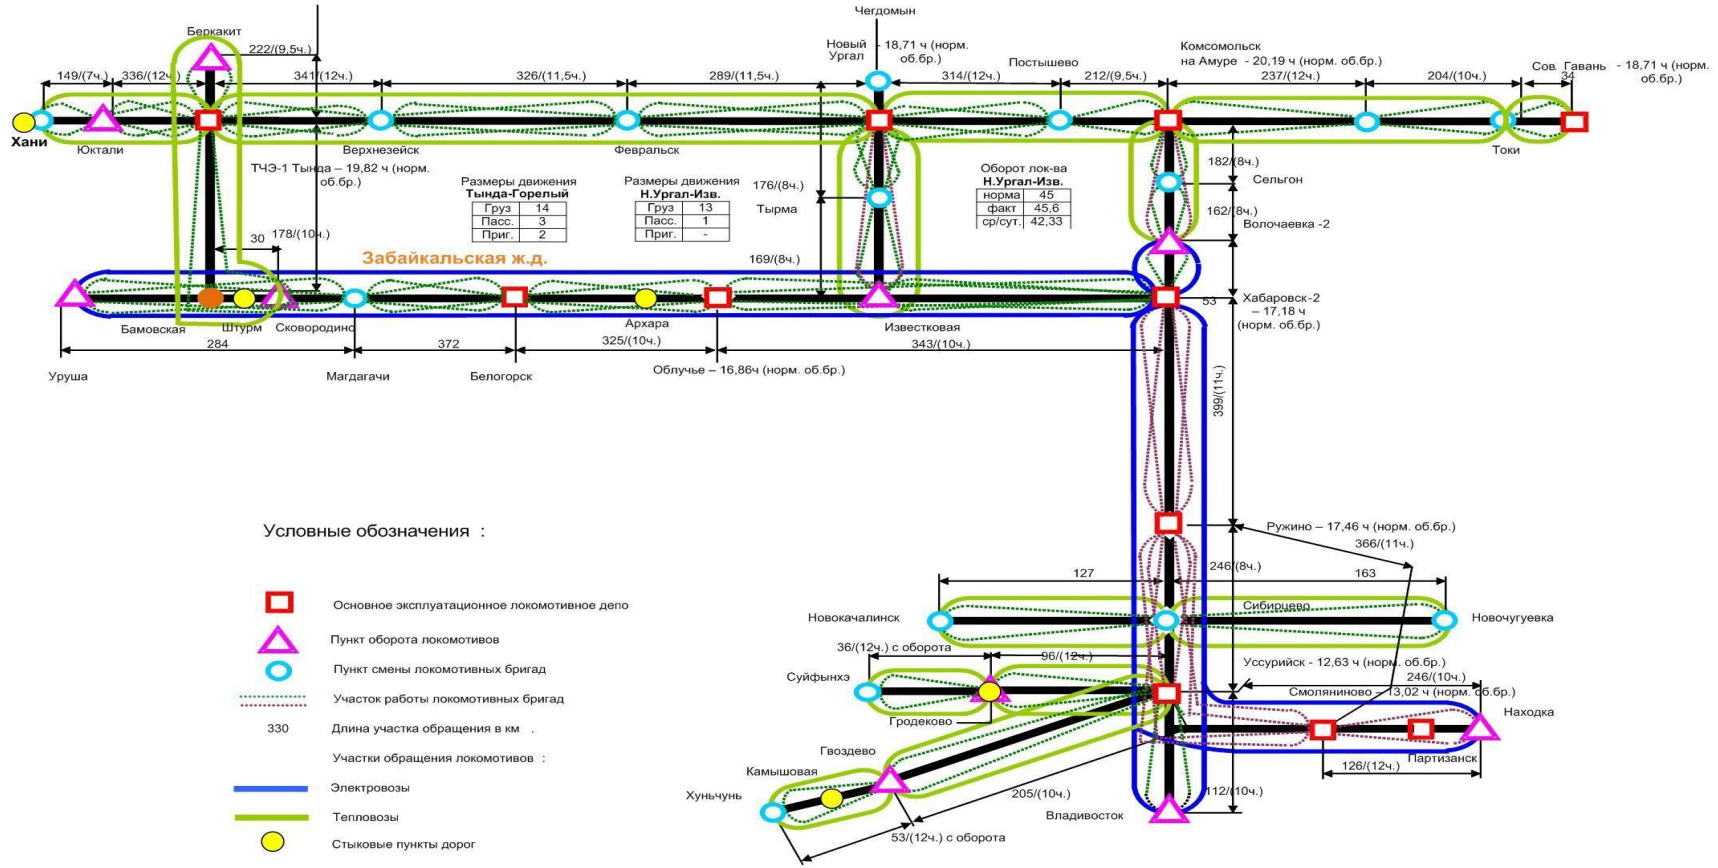 Чегдомын
Беркакит
222/(9,5ч.)
Новый
Ургал
- 18,71 ч (норм.
об.бр.)
Комсомольск
на Амуре - 20,19 ч (норм. об.бр.)
Постышево
Сов. Гавань - 18,71 ч (норм.
об.бр.)
149/(7ч.)
336/(12ч.)
341/(12ч.)
326/(11,5ч.)
289/(11,5ч.)
314/(12ч.)
212/(9,5ч.)
237/(12ч.)
204/(10ч.)
34
Хани
Юктали
Верхнезейск
Февральск
Токи
ТЧЭ-1 Тында – 19,82 ч (норм.
об.бр.)
Размеры движения
Тында-Горелый
Груз 14
Пасс. 3
Приг. 2
Размеры движения
Н.Ургал-Изв.
Груз 13
Пасс. 1
Приг. -
176/(8ч.)
Тырма
Оборот лок-ва
Н.Ургал-Изв.
норма 45
факт 45,6
ср/сут. 42,33
182/(8ч.)
Сельгон
162/(8ч.)
Волочаевка -2
30
178/(10ч.)
Забайкальская ж.д.
169/(8ч.)
53
Хабаровск-2
– 17,18 ч
(норм. об.бр.)
Бамовская
Штурм
Сковородино
Архара
Известковая
284
372
325/(10ч.)
343/(10ч.)
Уруша
Магдагачи
Белогорск
Облучье – 16,86ч (норм. об.бр.)
399/(11ч.)
Условные обозначения :
Ружино – 17,46 ч (норм. об.бр.)
366/(11ч.)
246/(8ч.)
127
163
Основное эксплуатационное локомотивное депо
Новокачалинск
Сибирцево
Новочугуевка
Пункт оборота локомотивов
36/(12ч.) с оборота
96/(12ч.)
Уссурийск - 12,63 ч (норм. об.бр.)
Пункт смены локомотивных бригад
Суйфынхэ
246/(10ч.)
Смоляниново – 13,02 ч (норм. об.бр.)
Участок работы локомотивных бригад
Гродеково
Находка
330
Длина участка обращения в км .
Гвоздево
Участки обращения локомотивов :
Камышовая
Партизанск
126/(12ч.)
Электровозы
Хуньчунь
205/(10ч.)
112/(10ч.)
Тепловозы
Владивосток
53/(12ч.) с оборота
Стыковые пункты дорог